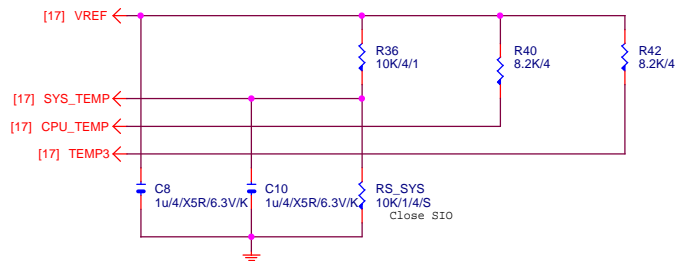 [17] VREF
R36
10K/4/1
R40
8.2K/4
R42
8.2K/4
[17] SYS_TEMP
[17] CPU_TEMP
[17] TEMP3
C8
1u/4/X5R/6.3V/K
C10
1u/4/X5R/6.3V/K
RS_SYS
10K/1/4/S
Close SIO